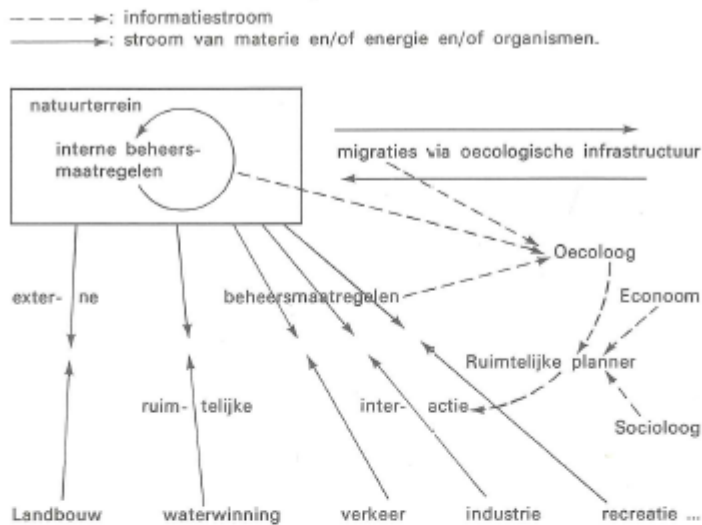 : informatiestroom
: stroom van materie en/of energie en/of organismen.
natuurterrein
interne beheers-
maatregelen
migraties via oecologische infrastructuur
Oecoloog
exter- ne
beheersmaatregelen
Econoom
Ruimtelijke planner
ruim- telijke
inter- actie
Socioloog
Landbouw waterwinning verkeer industrie recreatie ...